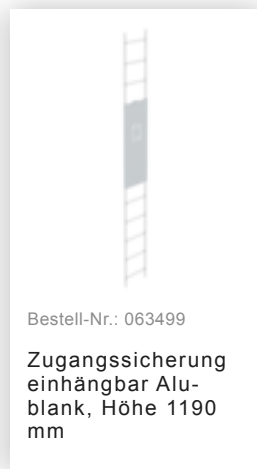 Bestell-Nr.: 063499
Zugangssicherung
einhängbar Alu-
blank, Höhe 1190
mm